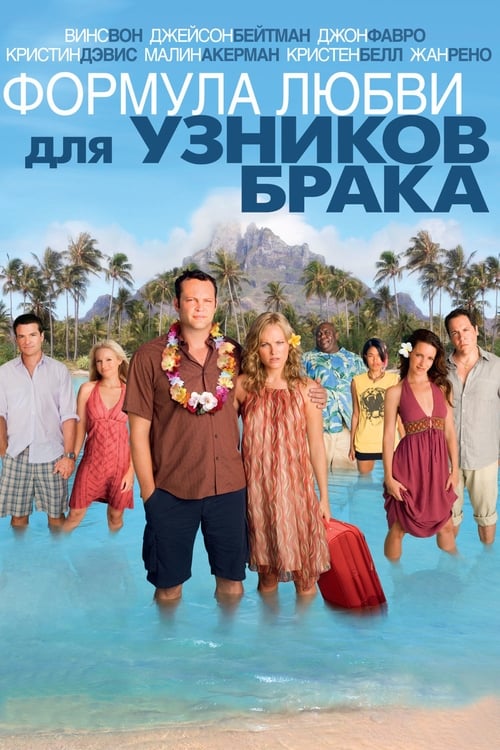 ВИНСВОН ДЖЕЙСОНБЕЙТМАН ДЖОНФАВРО
КРИСТИНДЭВИС МАЛИНАКЕРМАН КРИСТЕНБЕЛЛ ЖАНРЕНО
ФОРМУЛА ЛЮБВИ
ДЛЯ УЗНИКОВ
БРАКА